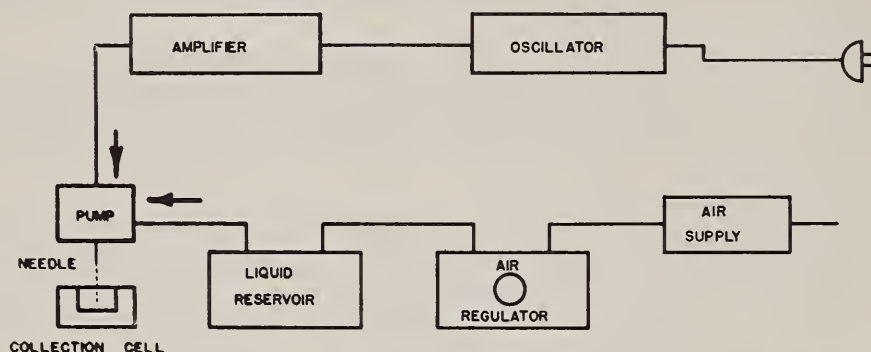 AMPLIFIER
OSCILLATOR
PUMP
AIR
SUPPLY
NEEDLE
LIQUID
RESERVOIR
AIR
REGULATOR
COLLECTION CELL